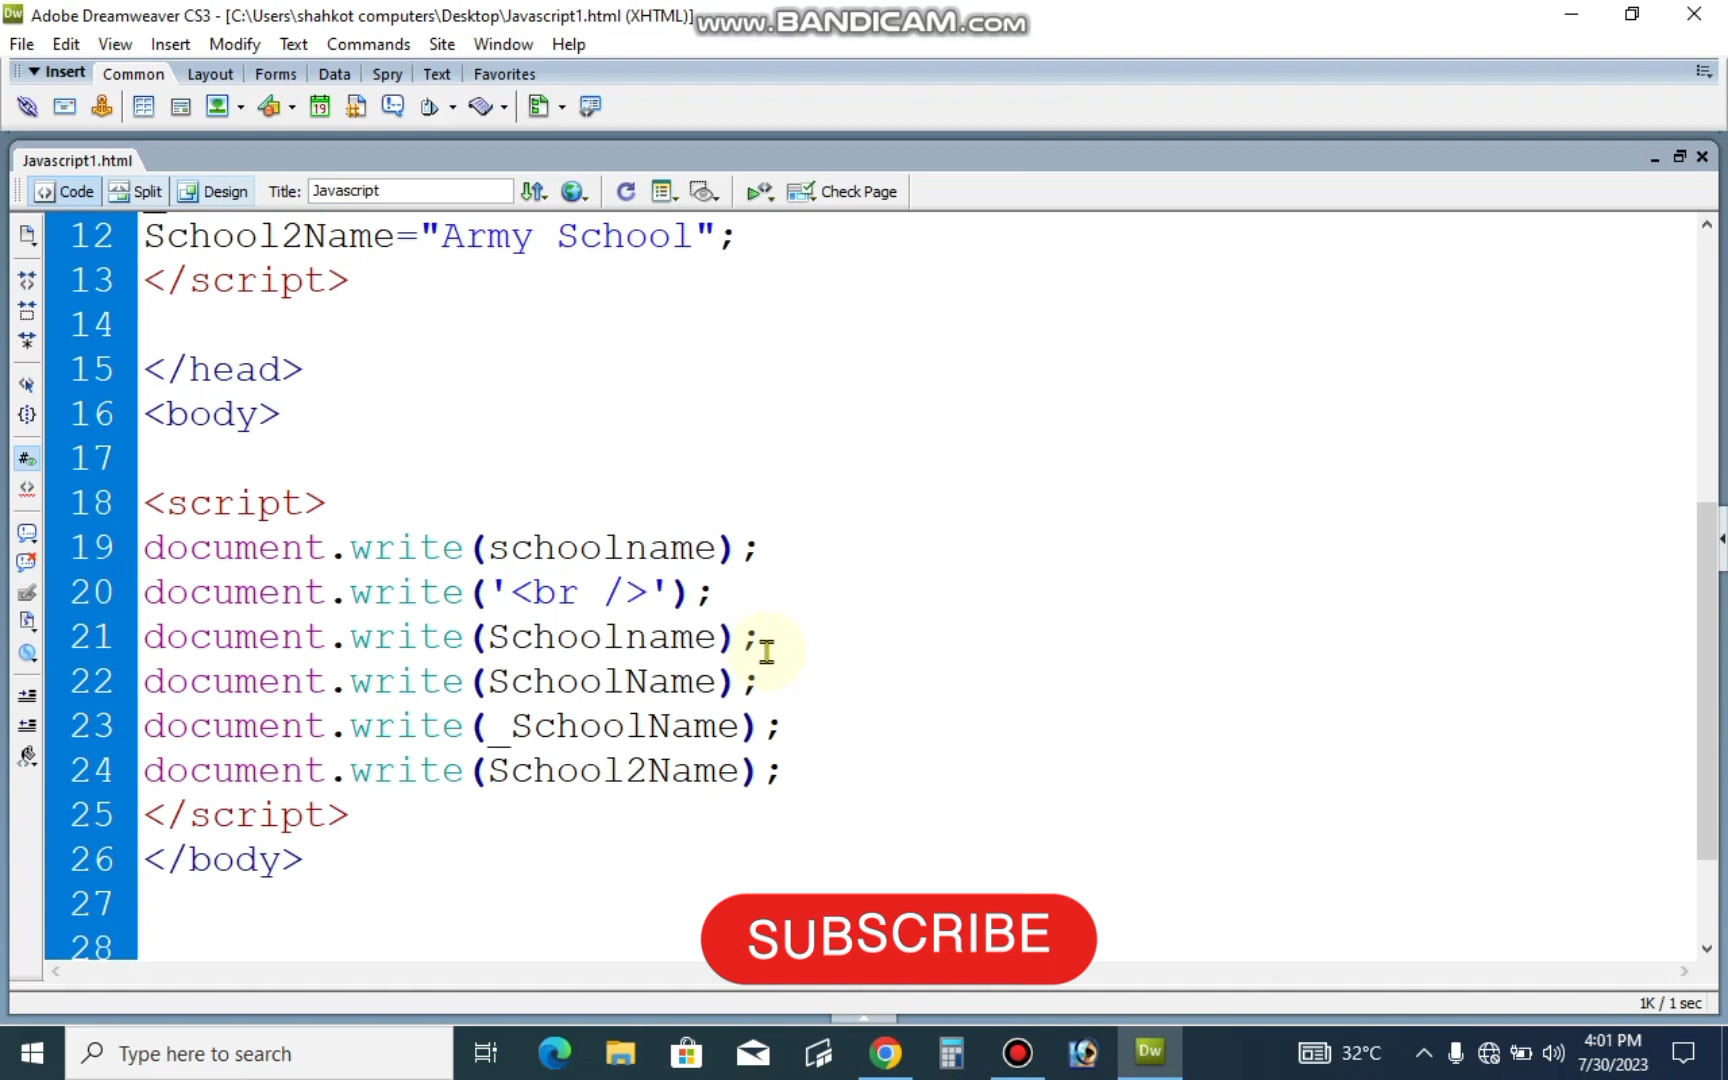 Dw Adobe Dreamweaver CS3 - [C:\Users\shahkot computers\Desktop\Javascript1.html (XHTML)]
www.BANDICAM.com
File Edit View Insert Modify Text Commands Site Window Help
Insert Common Layout Forms Data Spry Text Favorites
19
Javascript1.html
Code Split Design Title: Javascript Check Page
12 School2Name="Army School";
13 </script>
14
15 </head>
16 <body>
17
18 <script>
19 document.write(schoolname);
20 document.write('<br />');
21 document.write(Schoolname);
22 document.write(SchoolName);
23 document.write(_SchoolName);
24 document.write(School2Name);
25 </script>
26 </body>
27
28
SUBSCRIBE
1K / 1 sec
Type here to search
Dw
32°C
4:01 PM
7/30/2023